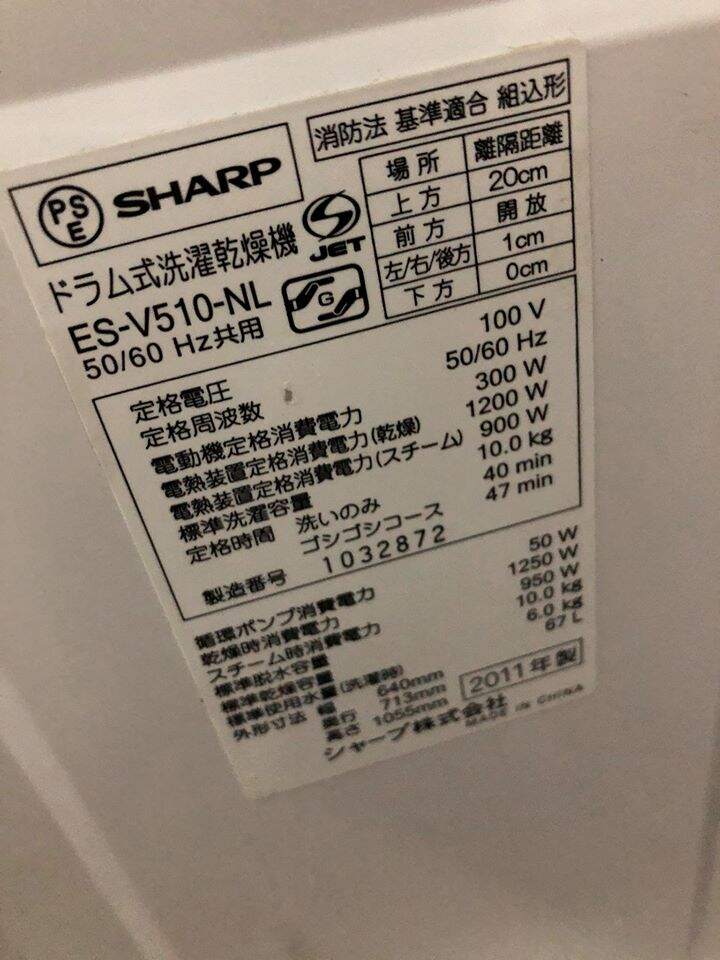 PSE SHARP
消防法 基準適合 組込形
場所 離隔距離
上方 20cm
前方 開放
左/右/後方 1cm
下方 0cm
JET
ドラム式洗濯乾燥機
ES-V510-NL
G
50/60 Hz共用
定格電圧 100 V
定格周波数 50/60 Hz
電動機定格消費電力 300 W
電熱装置定格消費電力(乾燥) 1200 W
電熱装置定格消費電力(スチーム) 900 W
標準洗濯容量 10.0 kg
定格時間 洗いのみ 40 min
ゴシゴシコース 47 min
製造番号 1032872
循環ポンプ消費電力 50 W
乾燥時消費電力 1250 W
スチーム時消費電力 950 W
標準脱水容量 10.0 kg
標準乾燥容量 6.0 kg
標準使用水量(洗濯時) 67 L
外形寸法 幅 640mm
奥行 713mm
高さ 1055mm
2011年製
シャープ株式会社
MADE IN CHINA